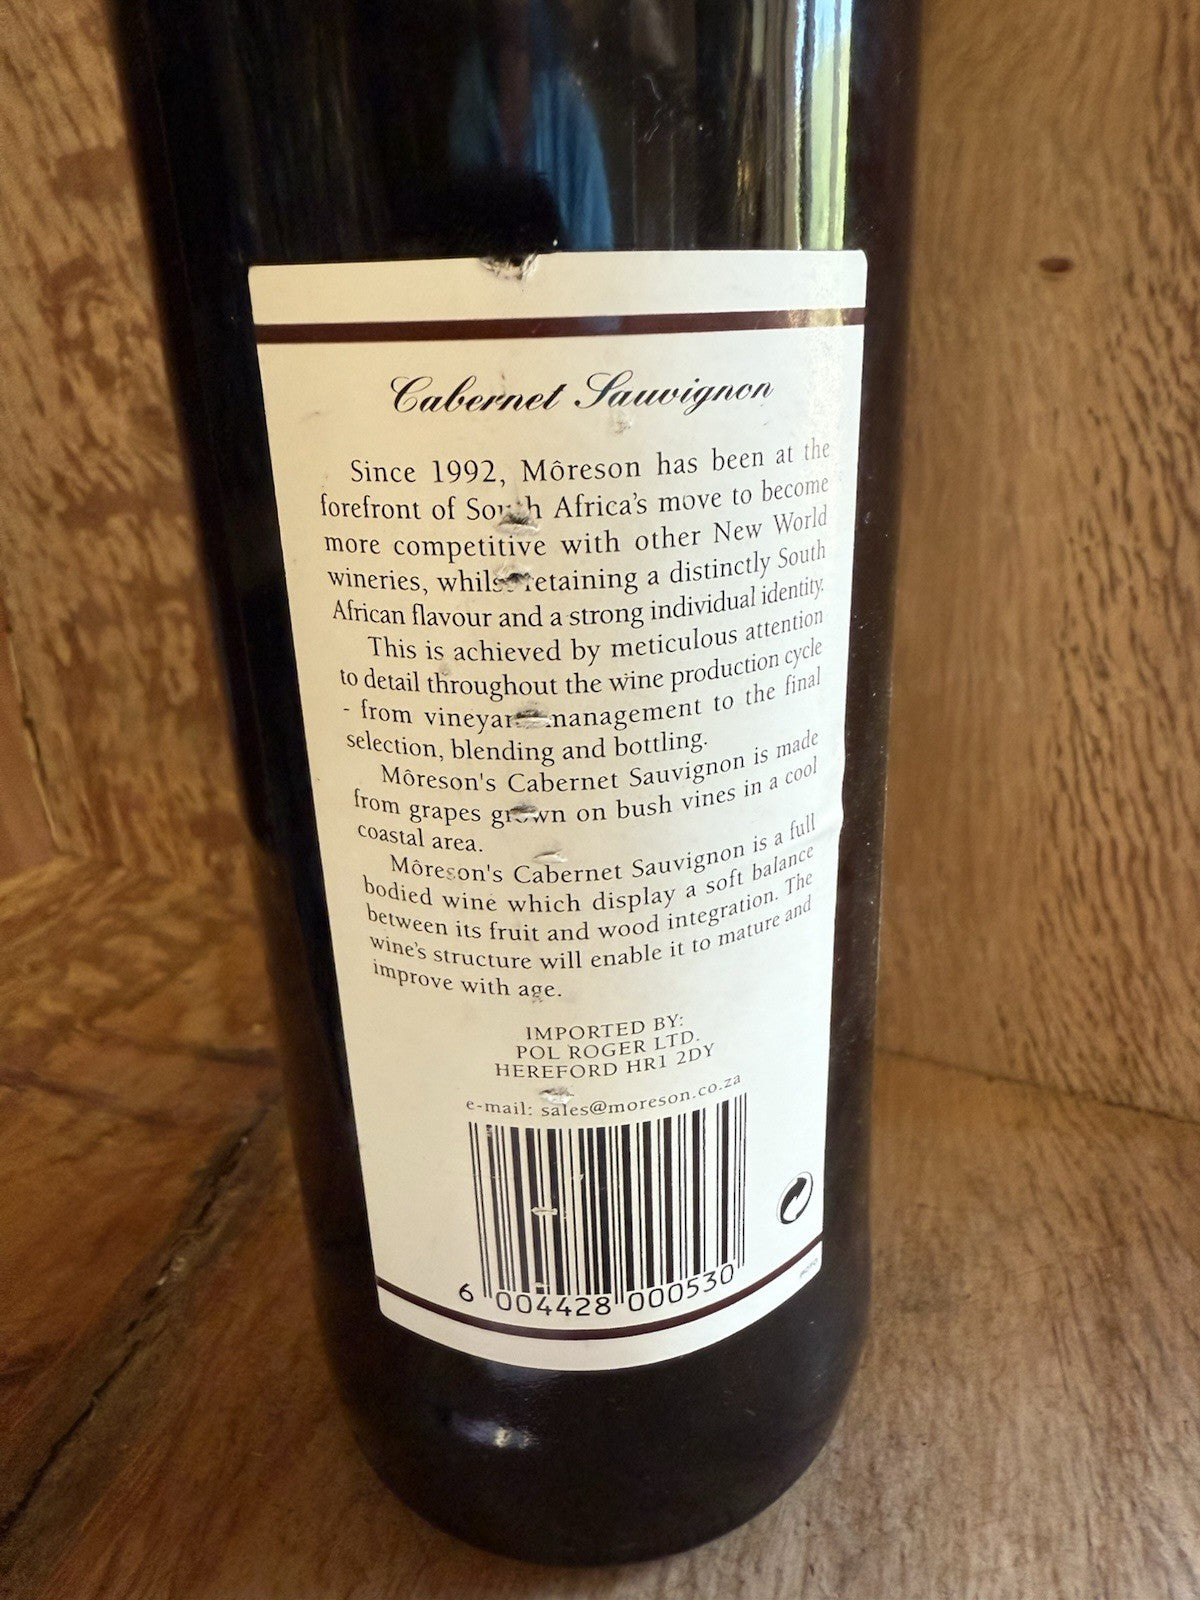 Cabernet Sauvignon
Since 1992, Môreson has been at the
forefront of South Africa's move to become
more competitive with other New World
wineries, whilst retaining a distinctly South
African flavour and a strong individual identity.
This is achieved by meticulous attention
to detail throughout the wine production cycle
- from vineyard management to the final
selection, blending and bottling.
Môreson's Cabernet Sauvignon is made
from grapes grown on bush vines in a cool
coastal area.
Môreson's Cabernet Sauvignon is a full
bodied wine which display a soft balance
between its fruit and wood integration. The
wine's structure will enable it to mature and
improve with age.
IMPORTED BY:
POL ROGER LTD.
HEREFORD HR1 2DY
e-mail: sales@moreson.co.za
6 004428 000530